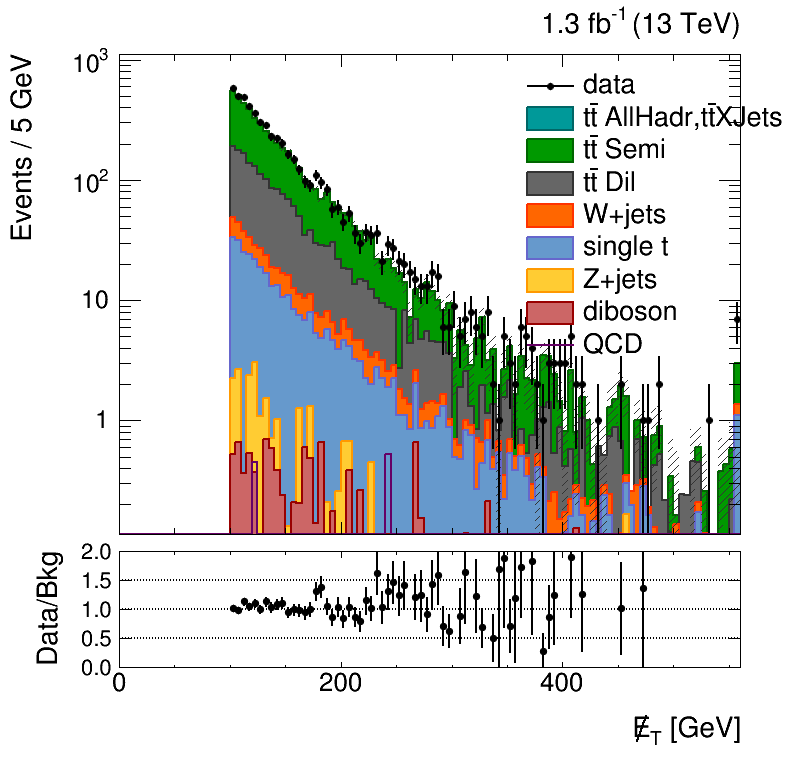 1.3 fb⁻¹ (13 TeV)
Events / 5 GeV
10³
10²
10
1
data
tt̄ AllHadr,tt̄XJets
tt̄ Semi
tt̄ Dil
W+jets
single t
Z+jets
diboson
QCD
Data/Bkg
2.0
1.5
1.0
0.5
0.0
0 200 400
E̸_T [GeV]